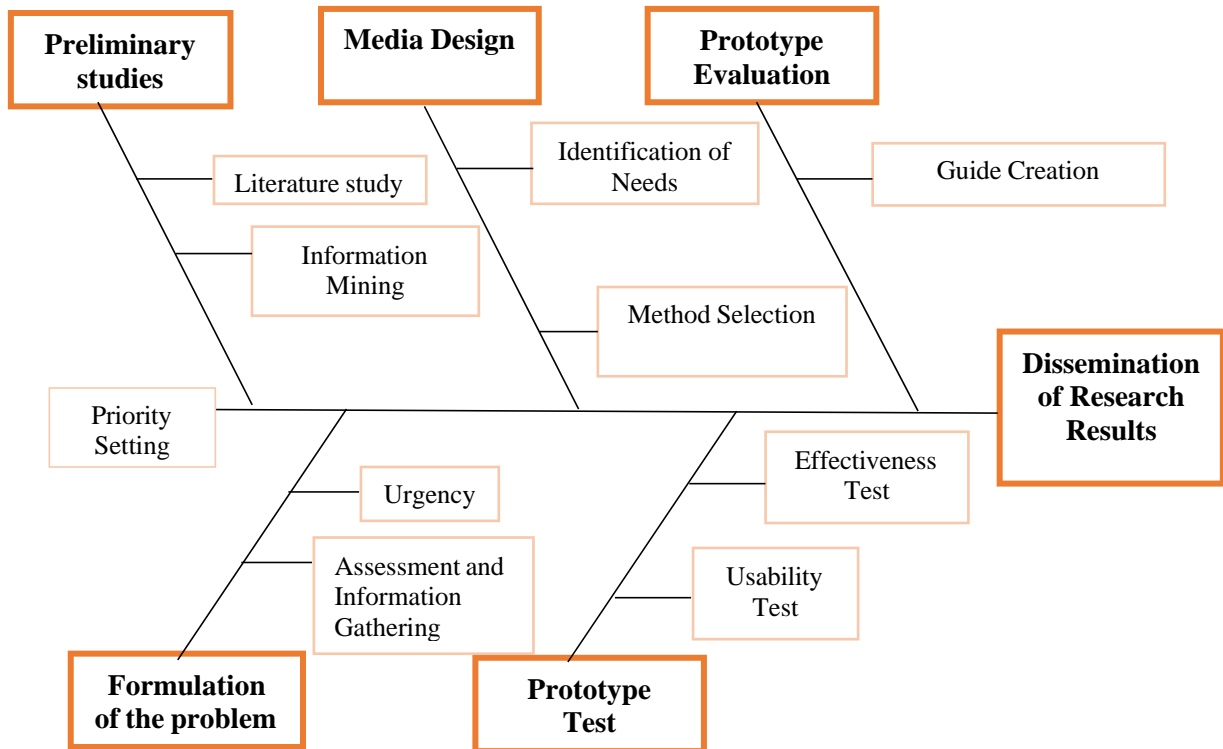 Preliminary
studies
Media Design
Prototype
Evaluation
Literature study
Identification of
Needs
Guide Creation
Information
Mining
Method Selection
Dissemination
of Research
Results
Priority
Setting
Effectiveness
Test
Urgency
Assessment and
Information
Gathering
Usability
Test
Formulation
of the problem
Prototype
Test